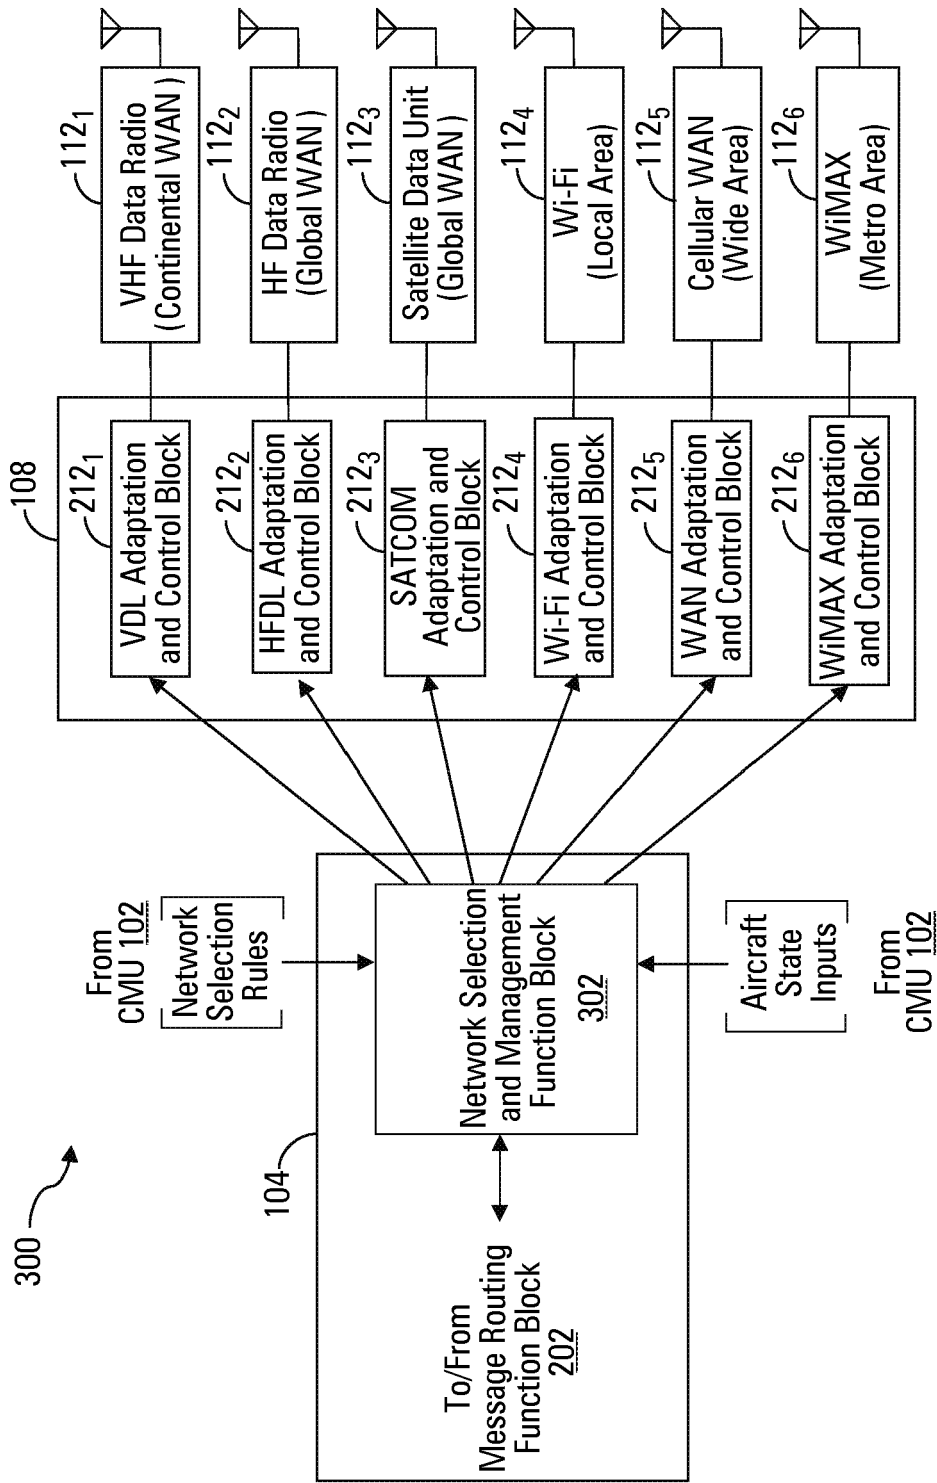 300
104
To/From
Message Routing
Function Block
202
From
CMU 102
Network
Selection
Rules
Network Selection
and Management
Function Block
302
Aircraft
State
Inputs
From
CMU 102
108
212₁
VDL Adaptation
and Control Block
212₂
HFDL Adaptation
and Control Block
212₃
SATCOM
Adaptation and
Control Block
212₄
Wi-Fi Adaptation
and Control Block
212₅
WAN Adaptation
and Control Block
212₆
WiMAX Adaptation
and Control Block
112₁
VHF Data Radio
(Continental WAN )
112₂
HF Data Radio
(Global WAN )
112₃
Satellite Data Unit
(Global WAN )
112₄
Wi-Fi
(Local Area)
112₅
Cellular WAN
(Wide Area)
112₆
WiMAX
(Metro Area)